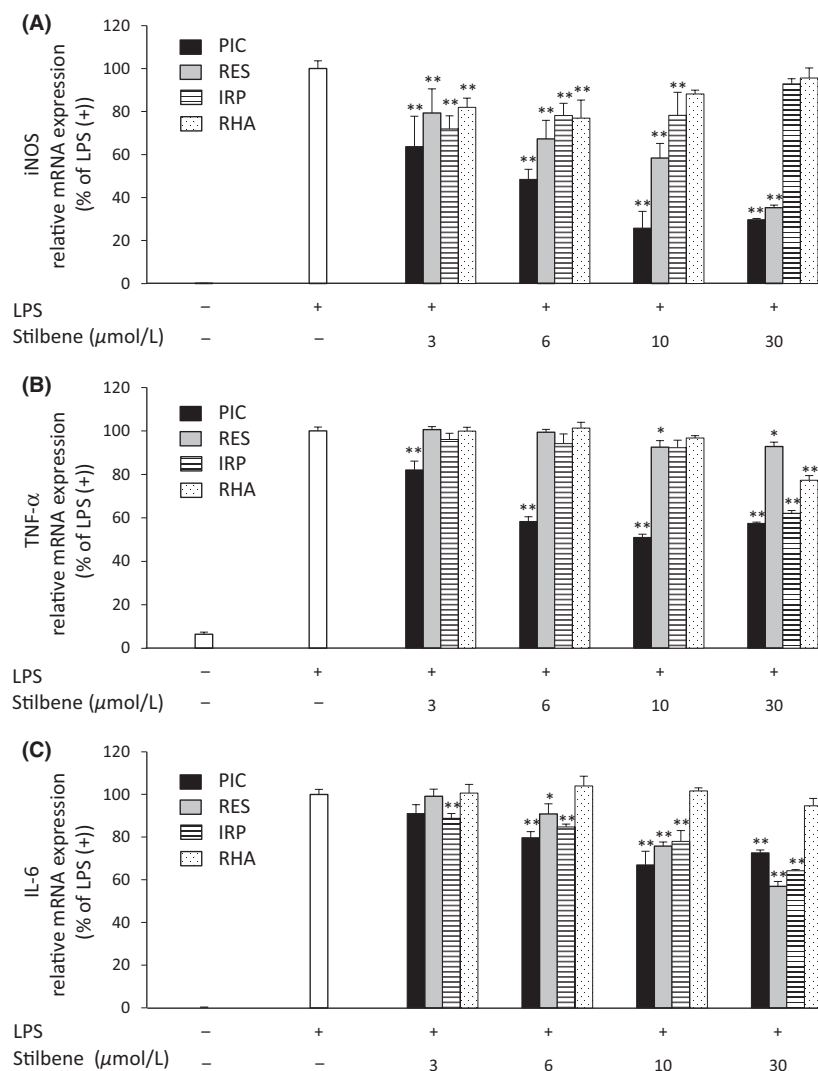 (A)
PIC
RES
IRP
RHA
iNOS
relative mRNA expression
(% of LPS (+))
120
100
80
60
40
20
0
** ** ** **
** ** ** **
** ** **
** **
LPS – + + + + +
Stilbene (μmol/L) – – 3 6 10 30
(B)
PIC
RES
IRP
RHA
TNF-α
relative mRNA expression
(% of LPS (+))
120
100
80
60
40
20
0
**
**
** *
** * ** **
LPS – + + + + +
Stilbene (μmol/L) – – 3 6 10 30
(C)
PIC
RES
IRP
RHA
IL-6
relative mRNA expression
(% of LPS (+))
120
100
80
60
40
20
0
**
** * **
** ** **
** ** **
LPS – + + + + +
Stilbene (μmol/L) – – 3 6 10 30